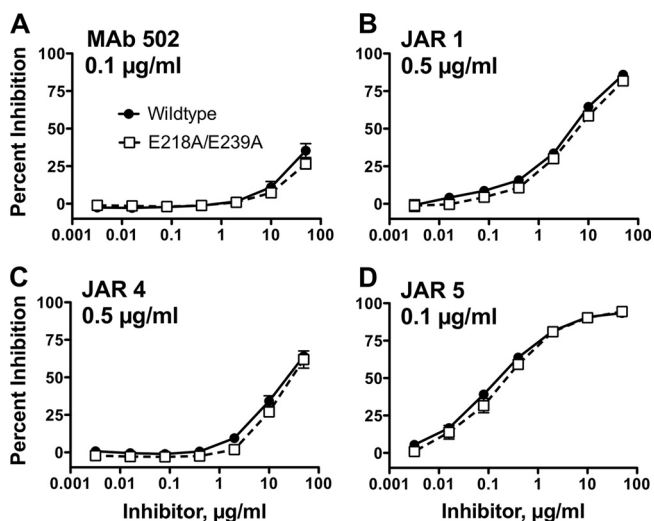 A
MAb 502
0.1 µg/ml
100
75
50
25
0
Percent Inhibition
Wildtype
E218A/E239A
0.001 0.01 0.1 1 10 100
B
JAR 1
0.5 µg/ml
100
75
50
25
0
0.001 0.01 0.1 1 10 100
C
JAR 4
0.5 µg/ml
100
75
50
25
0
Percent Inhibition
0.001 0.01 0.1 1 10 100
Inhibitor, µg/ml
D
JAR 5
0.1 µg/ml
100
75
50
25
0
0.001 0.01 0.1 1 10 100
Inhibitor, µg/ml